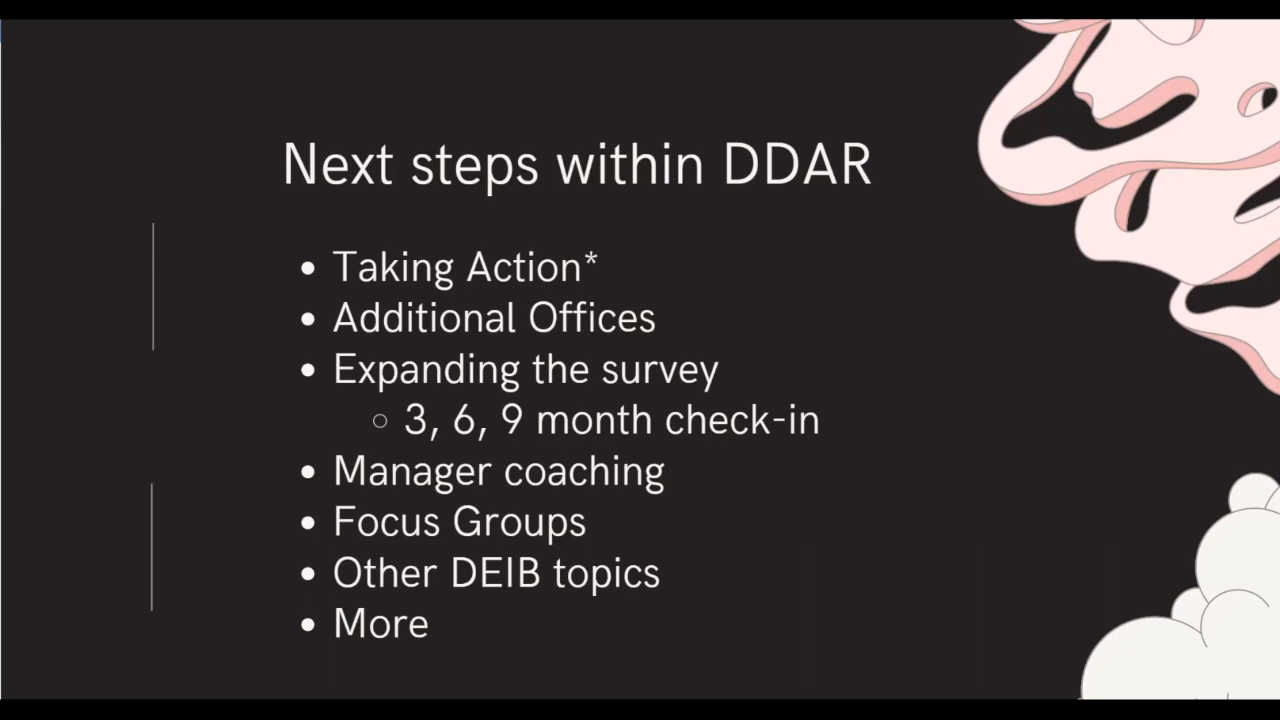 Next steps within DDAR
• Taking Action*
• Additional Offices
• Expanding the survey
○ 3, 6, 9 month check-in
• Manager coaching
• Focus Groups
• Other DEIB topics
• More